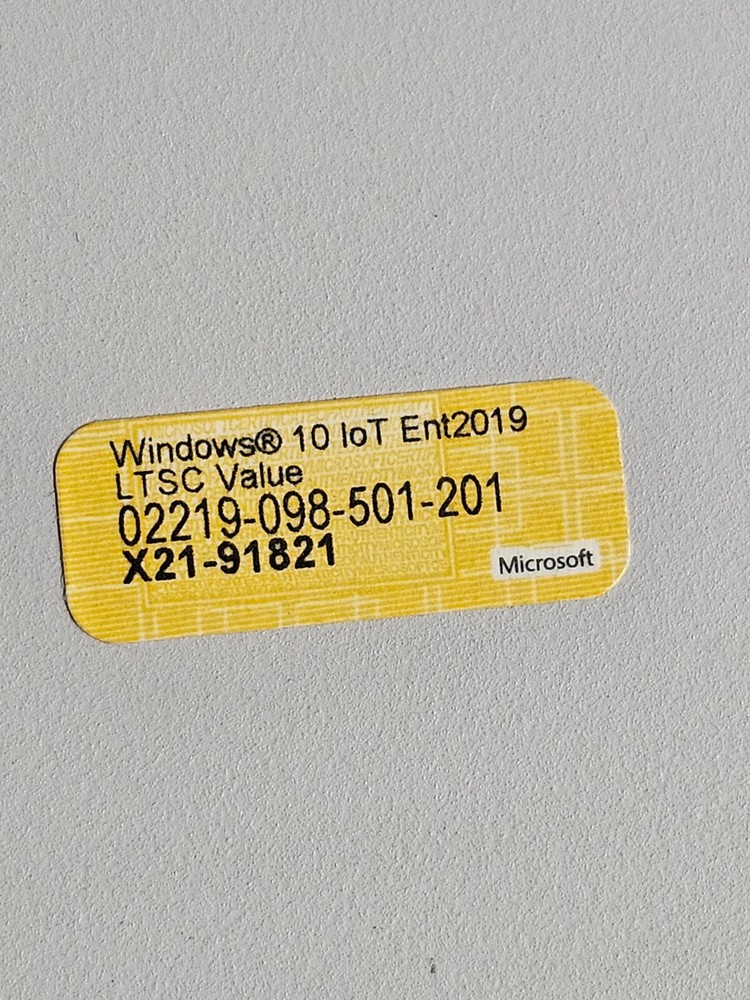 Windows® 10 IoT Ent2019
LTSC Value
02219-098-501-201
X21-91821
Microsoft